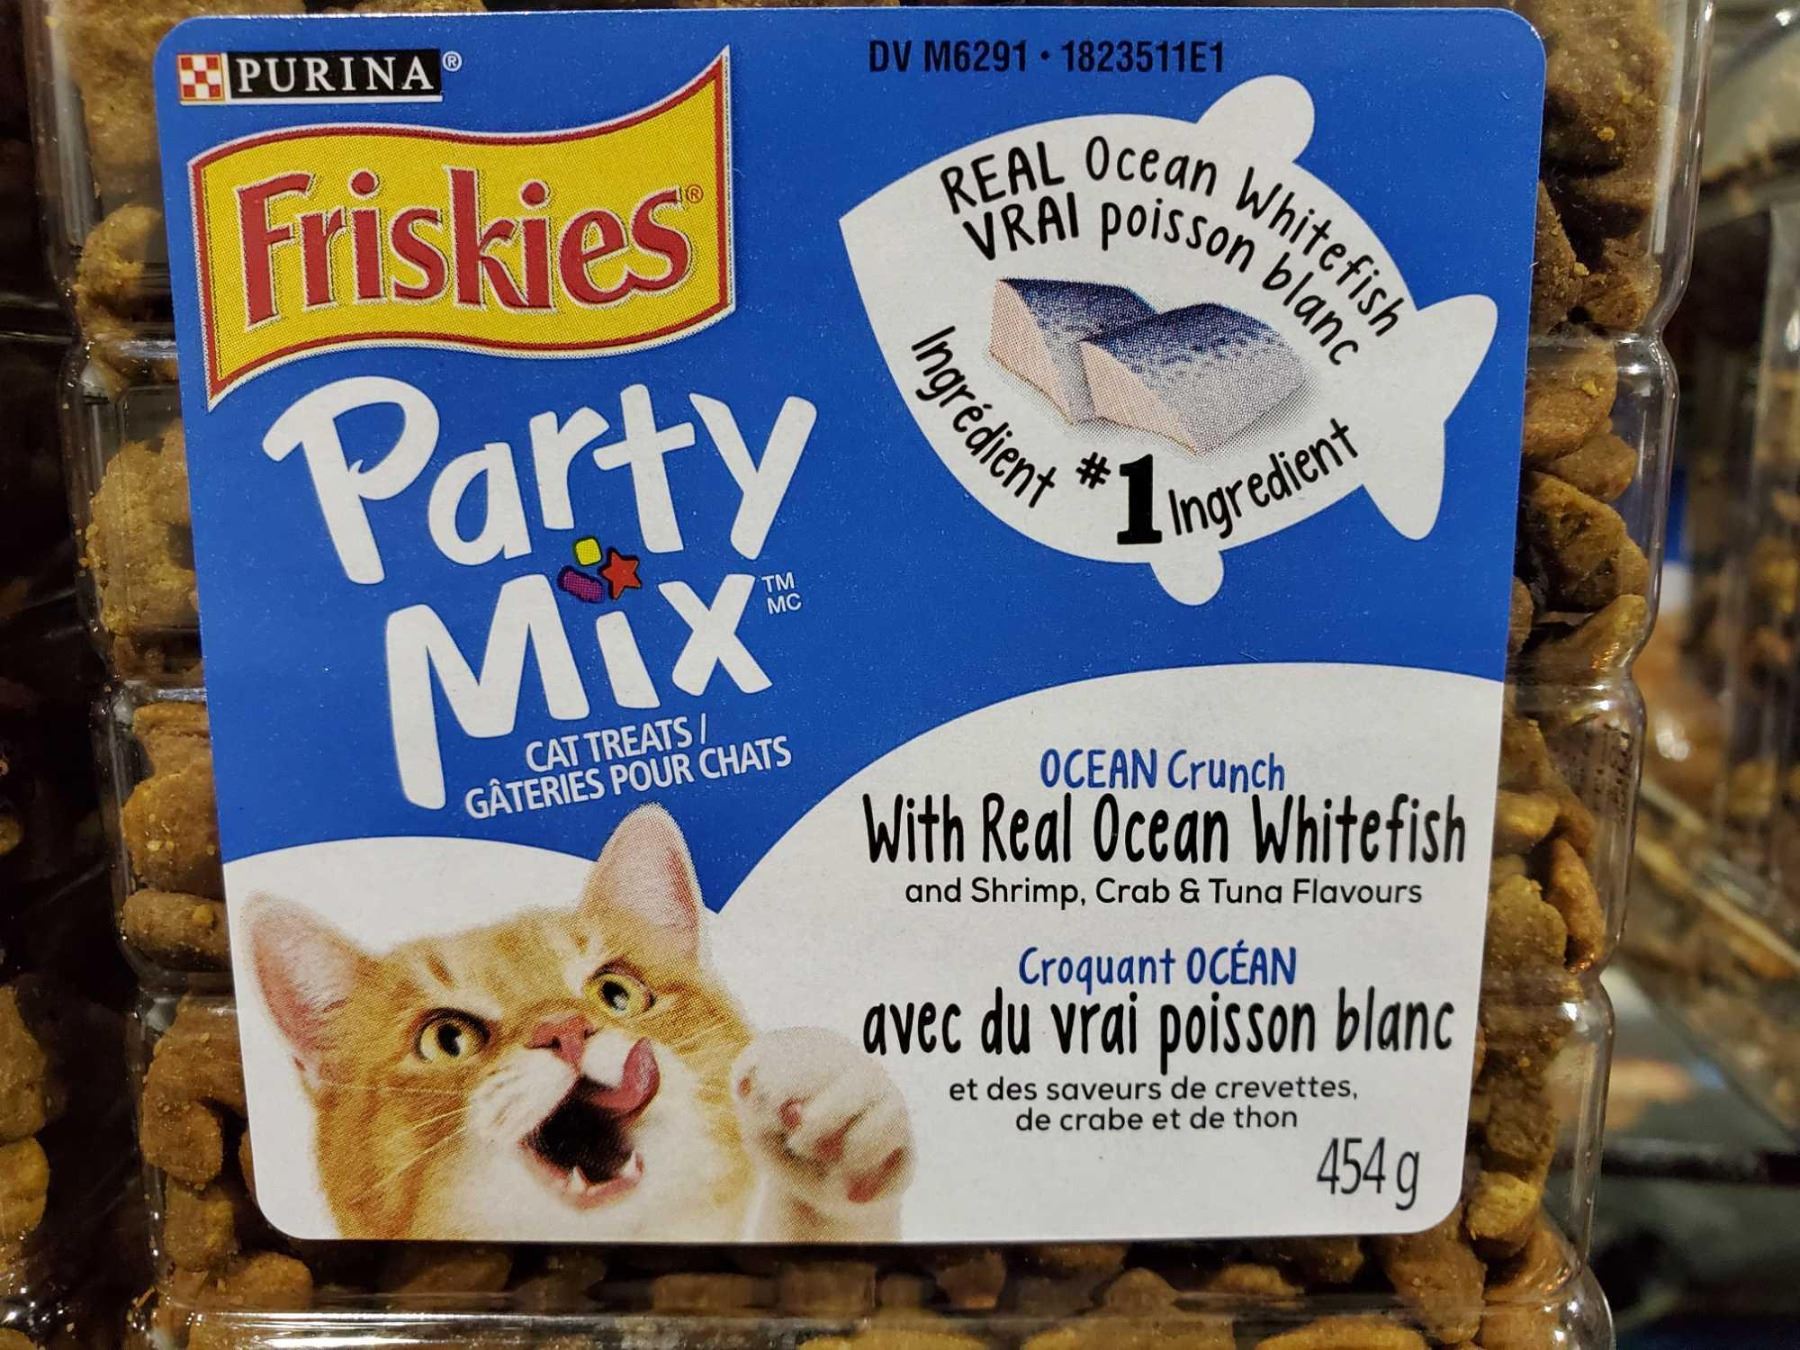 PURINA®
DV M6291 • 1823511E1
Friskies®
REAL Ocean Whitefish
VRAI poisson blanc
Ingrédient #1 Ingredient
Party
Mix™
MC
CAT TREATS /
GÂTERIES POUR CHATS
OCEAN Crunch
With Real Ocean Whitefish
and Shrimp, Crab & Tuna Flavours
Croquant OCÉAN
avec du vrai poisson blanc
et des saveurs de crevettes,
de crabe et de thon
454 g